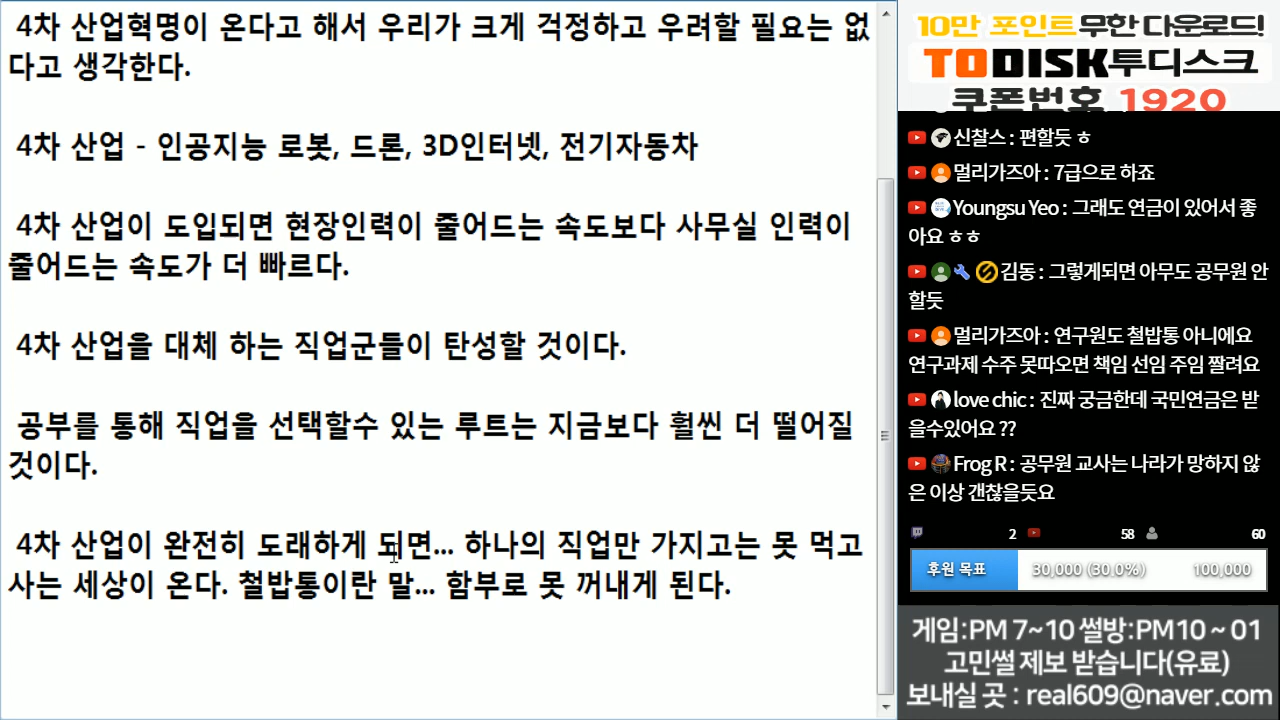 4차 산업혁명이 온다고 해서 우리가 크게 걱정하고 우려할 필요는 없
다고 생각한다.
4차 산업 - 인공지능 로봇, 드론, 3D인터넷, 전기자동차
4차 산업이 도입되면 현장인력이 줄어드는 속도보다 사무실 인력이
줄어드는 속도가 더 빠르다.
4차 산업을 대체 하는 직업군들이 탄성할 것이다.
공부를 통해 직업을 선택할수 있는 루트는 지금보다 훨씬 더 떨어질
것이다.
4차 산업이 완전히 도래하게 되면... 하나의 직업만 가지고는 못 먹고
사는 세상이 온다. 철밥통이란 말... 함부로 못 꺼내게 된다.
10만 포인트 무한 다운로드!
TODISK투디스크
쿠폰번호 1920
신찰스 : 편할듯 ㅎ
멀리가즈아 : 7급으로 하죠
Youngsu Yeo : 그래도 연금이 있어서 좋
아요 ㅎㅎ
김동 : 그렇게되면 아무도 공무원 안
할듯
멀리가즈아 : 연구원도 철밥통 아니에요
연구과제 수주 못따오면 책임 선임 주임 짤려요
love chic : 진짜 궁금한데 국민연금은 받
을수있어요 ??
Frog R : 공무원 교사는 나라가 망하지 않
은 이상 갠찮을듯요
2 58 60
후원 목표 30,000 (30.0%) 100,000
게임:PM 7~10 썰방:PM10 ~ 01
고민썰 제보 받습니다(유료)
보내실 곳 : real609@naver.com